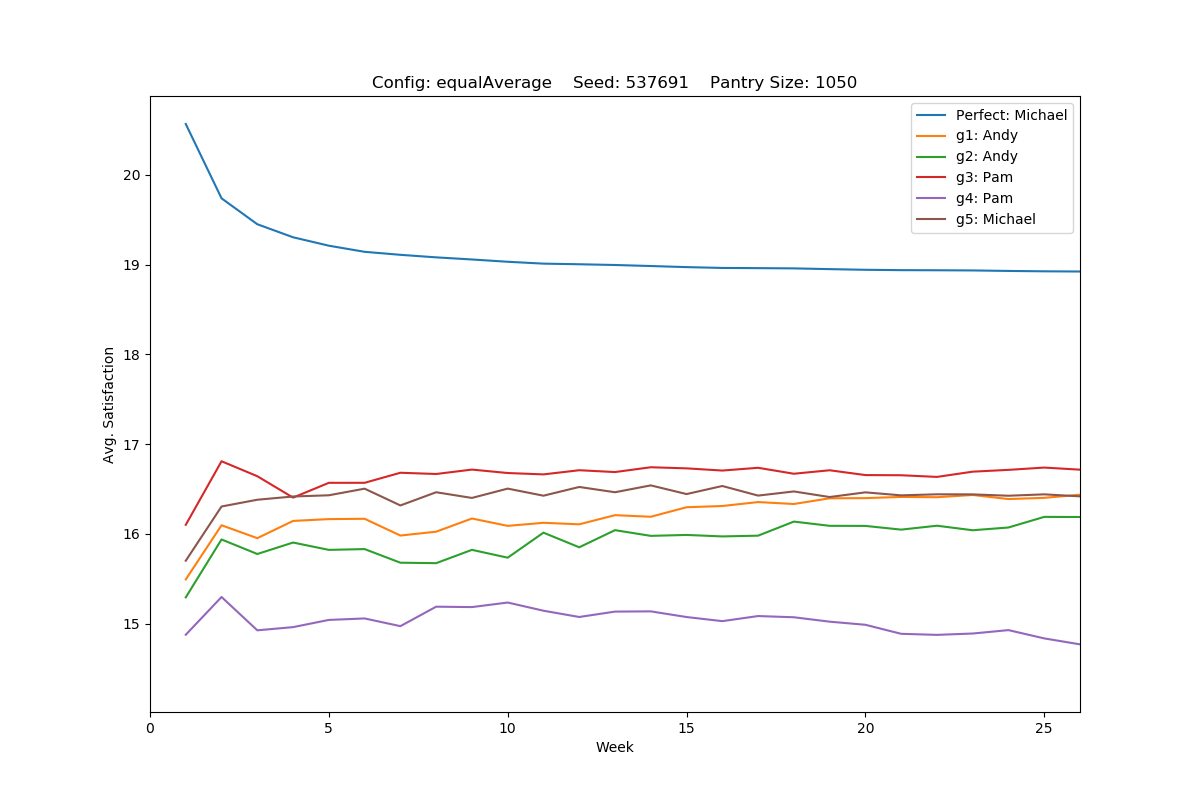 Config: equalAverage    Seed: 537691    Pantry Size: 1050
Perfect: Michael
g1: Andy
g2: Andy
g3: Pam
g4: Pam
g5: Michael
Avg. Satisfaction
20
19
18
17
16
15
0 5 10 15 20 25
Week